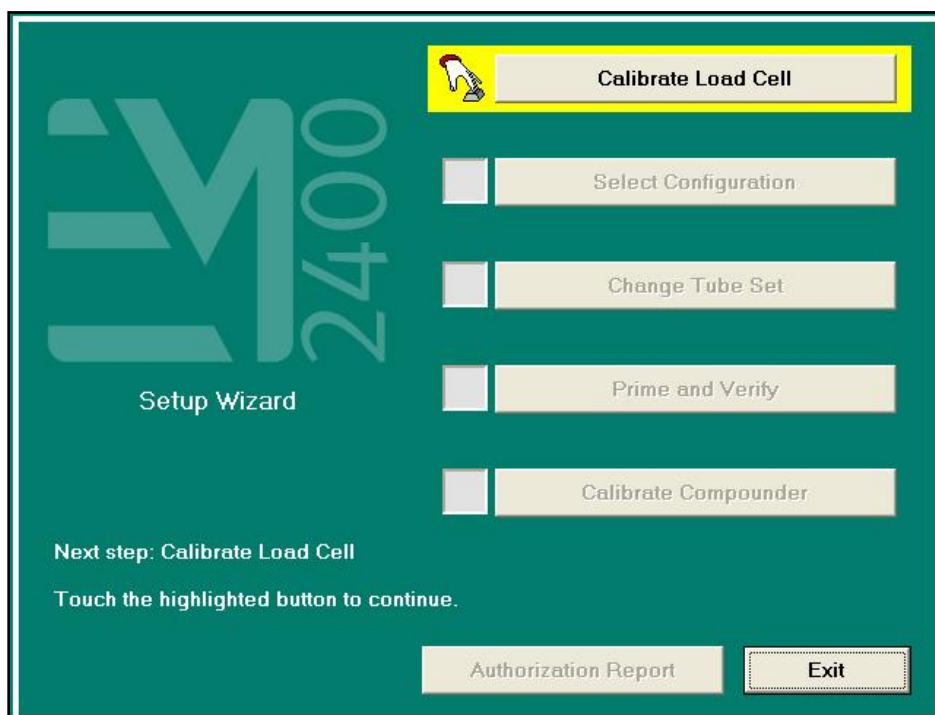 Calibrate Load Cell
Select Configuration
Change Tube Set
Prime and Verify
Calibrate Compounder
EM
2400
Setup Wizard
Next step: Calibrate Load Cell
Touch the highlighted button to continue.
Authorization Report
Exit